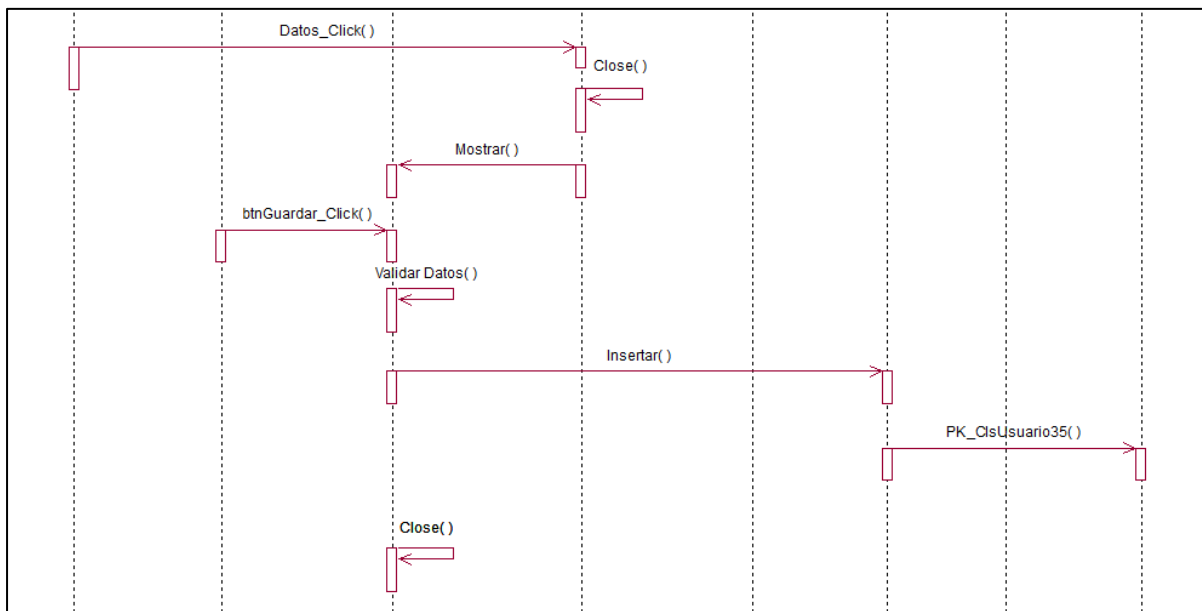 Datos_Click( )
Close( )
Mostrar( )
btnGuardar_Click( )
Validar Datos( )
Insertar( )
PK_ClsUsuario35( )
Close( )